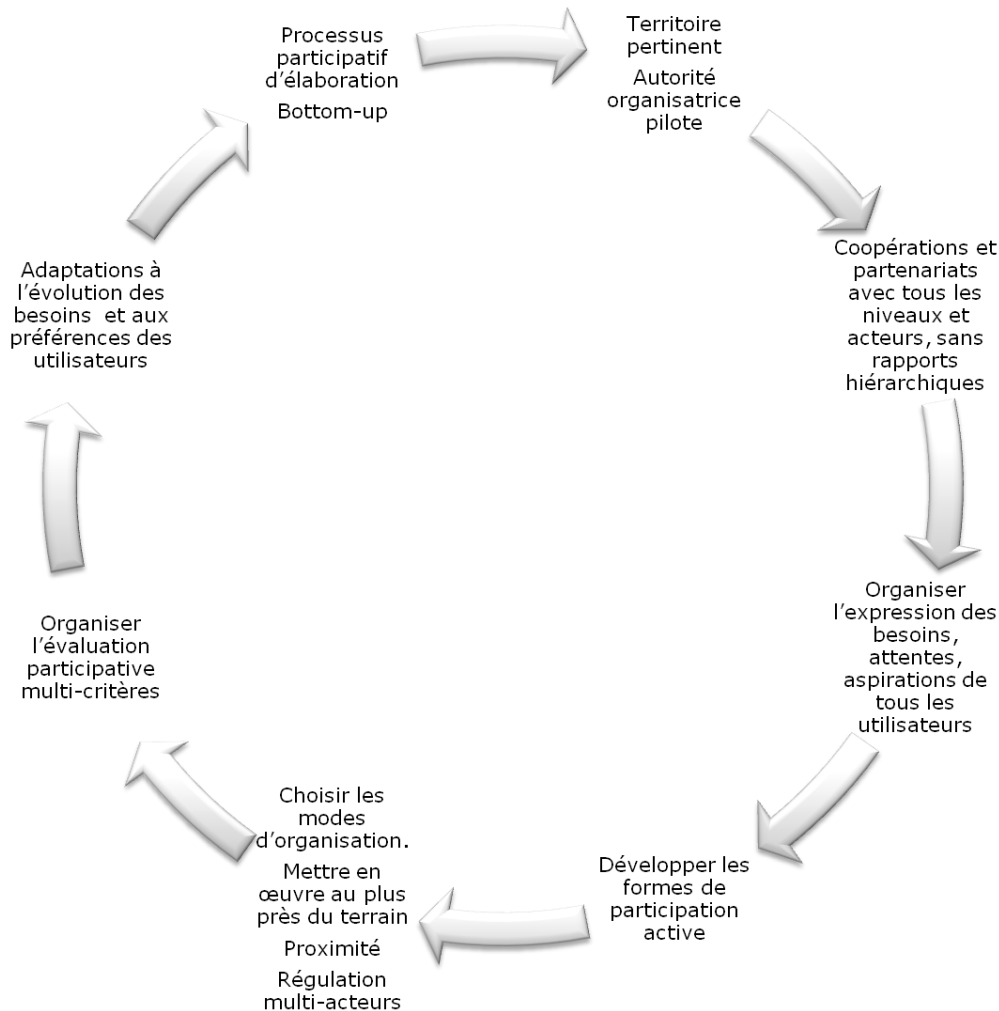 Processus
participatif
d'élaboration
Bottom-up
Territoire
pertinent
Autorité
organisatrice
pilote
Coopérations et
partenariats
avec tous les
niveaux et
acteurs, sans
rapports
hiérarchiques
Organiser
l'expression des
besoins,
attentes,
aspirations de
tous les
utilisateurs
Développer les
formes de
participation
active
Choisir les
modes
d'organisation.
Mettre en
œuvre au plus
près du terrain
Proximité
Régulation
multi-acteurs
Organiser
l'évaluation
participative
multi-critères
Adaptations à
l'évolution des
besoins et aux
préférences des
utilisateurs